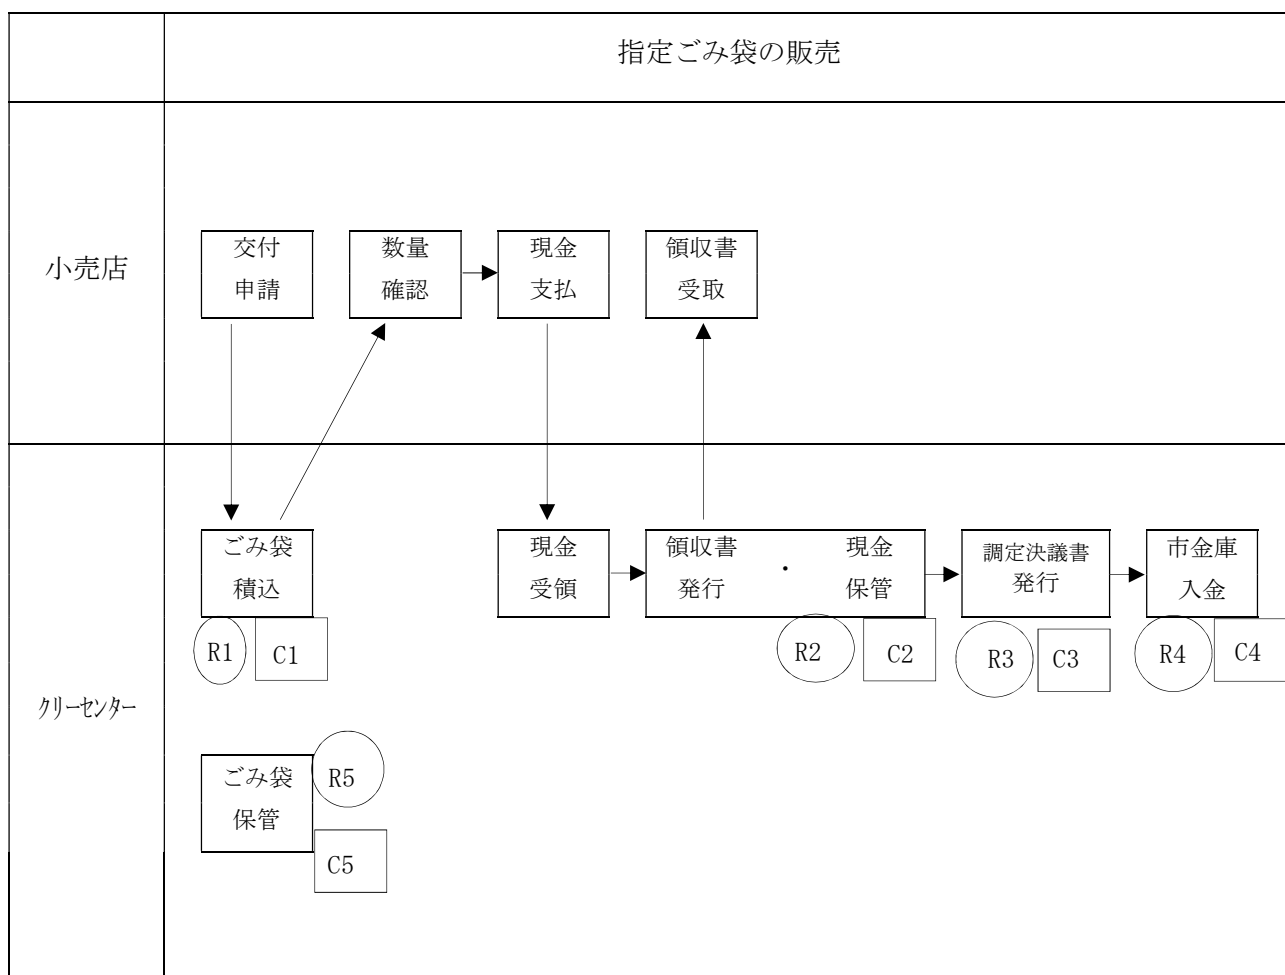 指定ごみ袋の販売
小売店
交付
申請
数量
確認
現金
支払
領収書
受取
クリーセンター
ごみ袋
積込
R1
C1
現金
受領
領収書 ・ 現金
発行 保管
R2
C2
調定決議書
発行
R3
C3
市金庫
入金
R4
C4
ごみ袋
保管
R5
C5